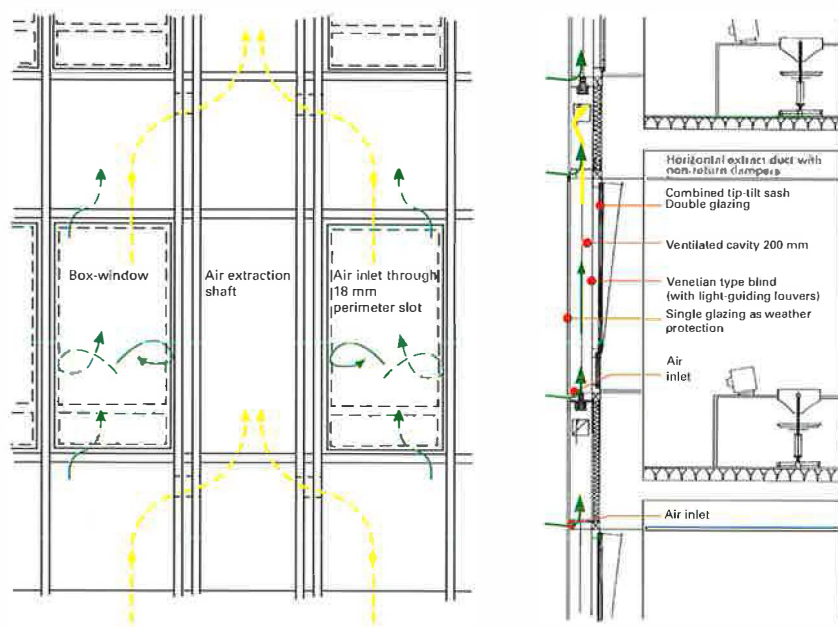 Box-window
Air extraction
shaft
Air inlet through
18 mm
perimeter slot
Horizontal extract duct with
non-return dampers
Combined tip-tilt sash
Double glazing
Ventilated cavity 200 mm
Venetian type blind
(with light-guiding louvers)
Single glazing as weather
protection
Air
inlet
Air inlet